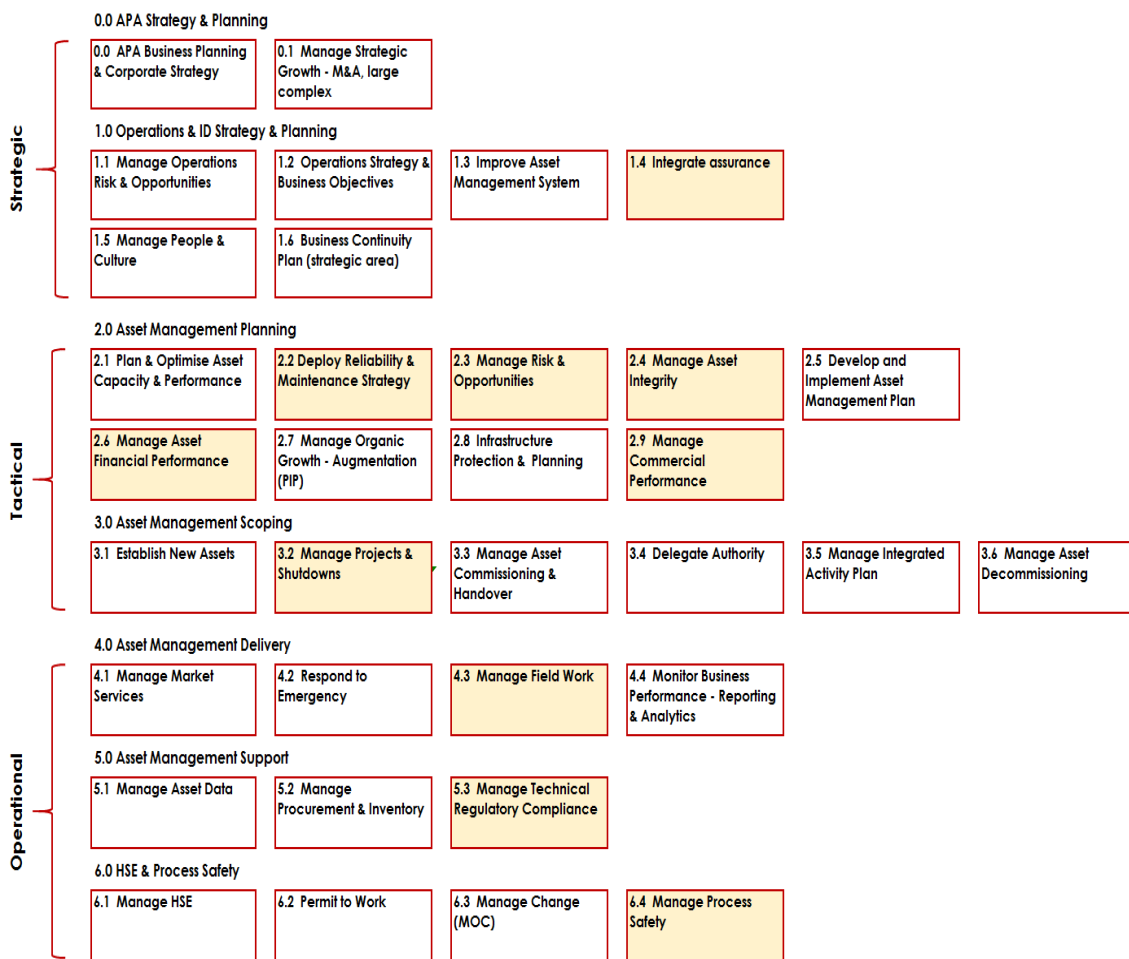 0.0 APA Strategy & Planning
0.0 APA Business Planning
& Corporate Strategy
0.1 Manage Strategic
Growth - M&A, large
complex
Strategic
1.0 Operations & ID Strategy & Planning
1.1 Manage Operations
Risk & Opportunities
1.2 Operations Strategy &
Business Objectives
1.3 Improve Asset
Management System
1.4 Integrate assurance
1.5 Manage People &
Culture
1.6 Business Continuity
Plan (strategic area)
2.0 Asset Management Planning
2.1 Plan & Optimise Asset
Capacity & Performance
2.2 Deploy Reliability &
Maintenance Strategy
2.3 Manage Risk &
Opportunities
2.4 Manage Asset
Integrity
2.5 Develop and
Implement Asset
Management Plan
Tactical
2.6 Manage Asset
Financial Performance
2.7 Manage Organic
Growth - Augmentation
(PIP)
2.8 Infrastructure
Protection & Planning
2.9 Manage
Commercial
Performance
3.0 Asset Management Scoping
3.1 Establish New Assets
3.2 Manage Projects &
Shutdowns
3.3 Manage Asset
Commissioning &
Handover
3.4 Delegate Authority
3.5 Manage Integrated
Activity Plan
3.6 Manage Asset
Decommissioning
4.0 Asset Management Delivery
4.1 Manage Market
Services
4.2 Respond to
Emergency
4.3 Manage Field Work
4.4 Monitor Business
Performance - Reporting
& Analytics
Operational
5.0 Asset Management Support
5.1 Manage Asset Data
5.2 Manage
Procurement & Inventory
5.3 Manage Technical
Regulatory Compliance
6.0 HSE & Process Safety
6.1 Manage HSE
6.2 Permit to Work
6.3 Manage Change
(MOC)
6.4 Manage Process
Safety